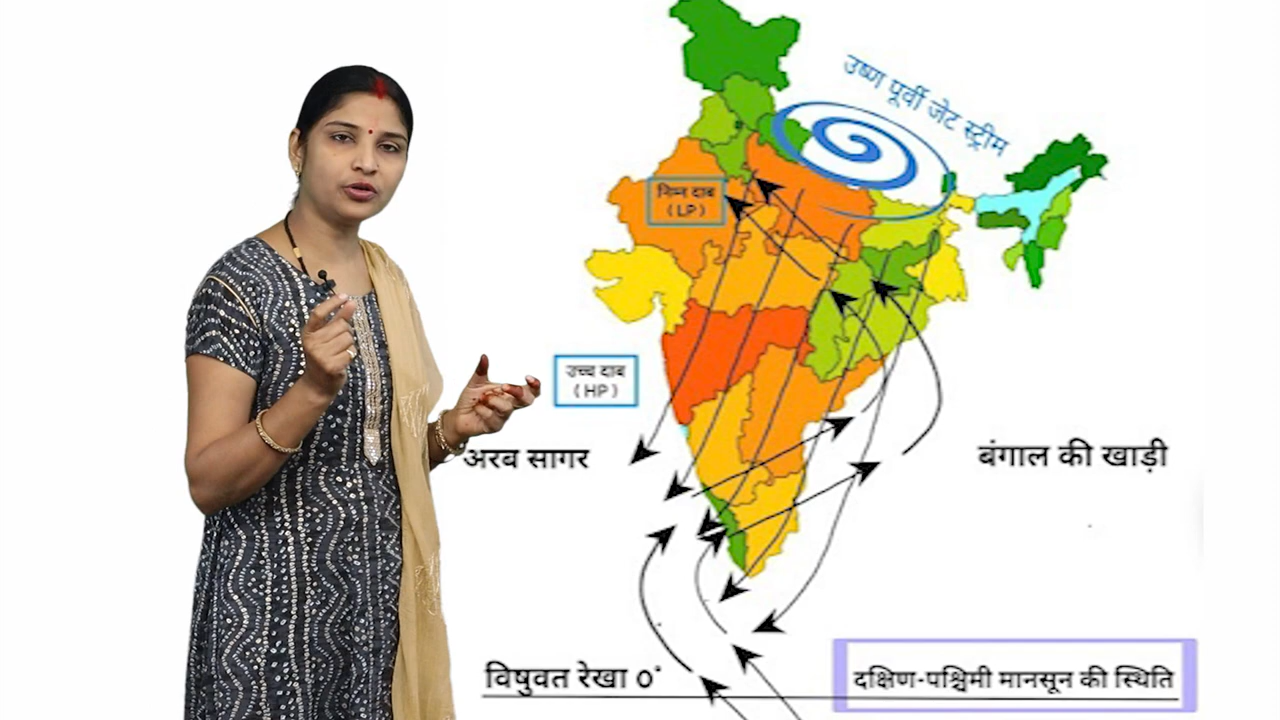 उष्ण पूर्वी जेट स्ट्रीम
निम्न दाब
(LP)
उच्च दाब
(HP)
अरब सागर
बंगाल की खाड़ी
विषुवत रेखा 0°
दक्षिण-पश्चिमी मानसून की स्थिति